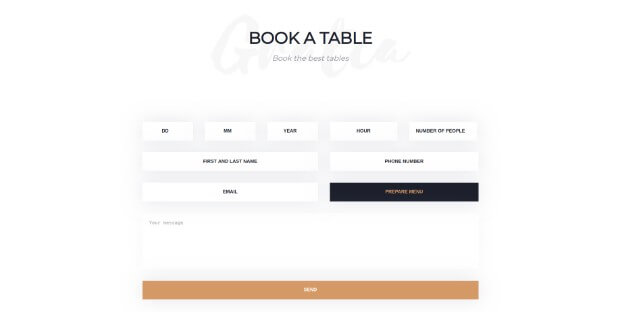 BOOK A TABLE
Book the best tables
DD MM YEAR HOUR NUMBER OF PEOPLE
FIRST AND LAST NAME PHONE NUMBER
EMAIL PREPARE MENU
Your message
SEND